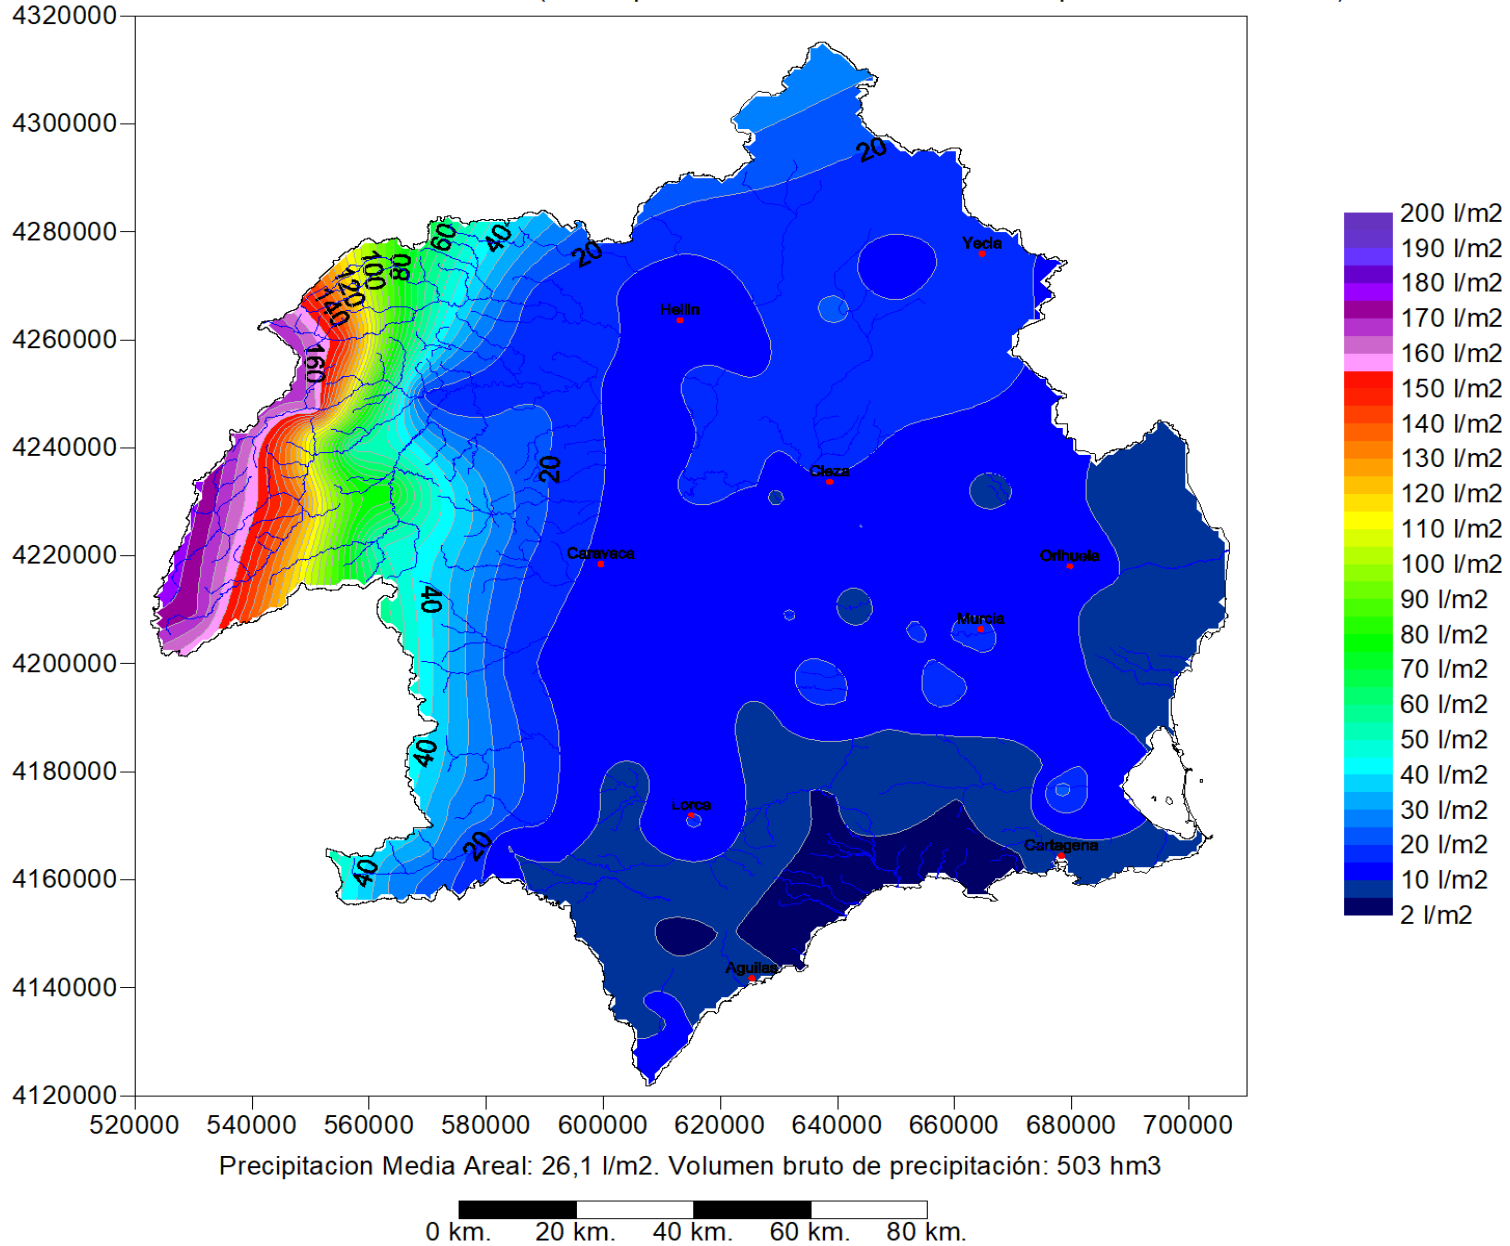 4320000
4300000
4280000
4260000
4240000
4220000
4200000
4180000
4160000
4140000
4120000
520000 540000 560000 580000 600000 620000 640000 660000 680000 700000
20
60
40
20
100
80
120
140
160
20
40
40
40
20
Yecla
Hellin
Cieza
Caravaca
Orihuela
Murcia
Lorca
Cartagena
Aguilas
200 l/m2
190 l/m2
180 l/m2
170 l/m2
160 l/m2
150 l/m2
140 l/m2
130 l/m2
120 l/m2
110 l/m2
100 l/m2
90 l/m2
80 l/m2
70 l/m2
60 l/m2
50 l/m2
40 l/m2
30 l/m2
20 l/m2
10 l/m2
2 l/m2
Precipitacion Media Areal: 26,1 l/m2. Volumen bruto de precipitación: 503 hm3
0 km. 20 km. 40 km. 60 km. 80 km.